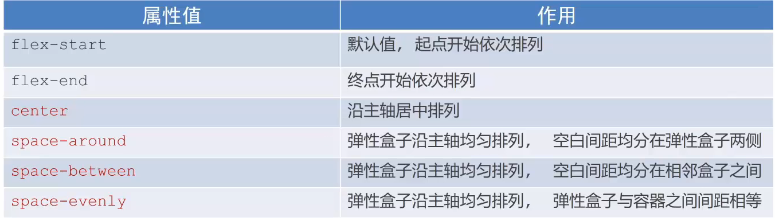 属性值 作用
flex-start 默认值, 起点开始依次排列
flex-end 终点开始依次排列
center 沿主轴居中排列
space-around 弹性盒子沿主轴均匀排列, 空白间距均分在弹性盒子两侧
space-between 弹性盒子沿主轴均匀排列, 空白间距均分在相邻盒子之间
space-evenly 弹性盒子沿主轴均匀排列, 弹性盒子与容器之间间距相等